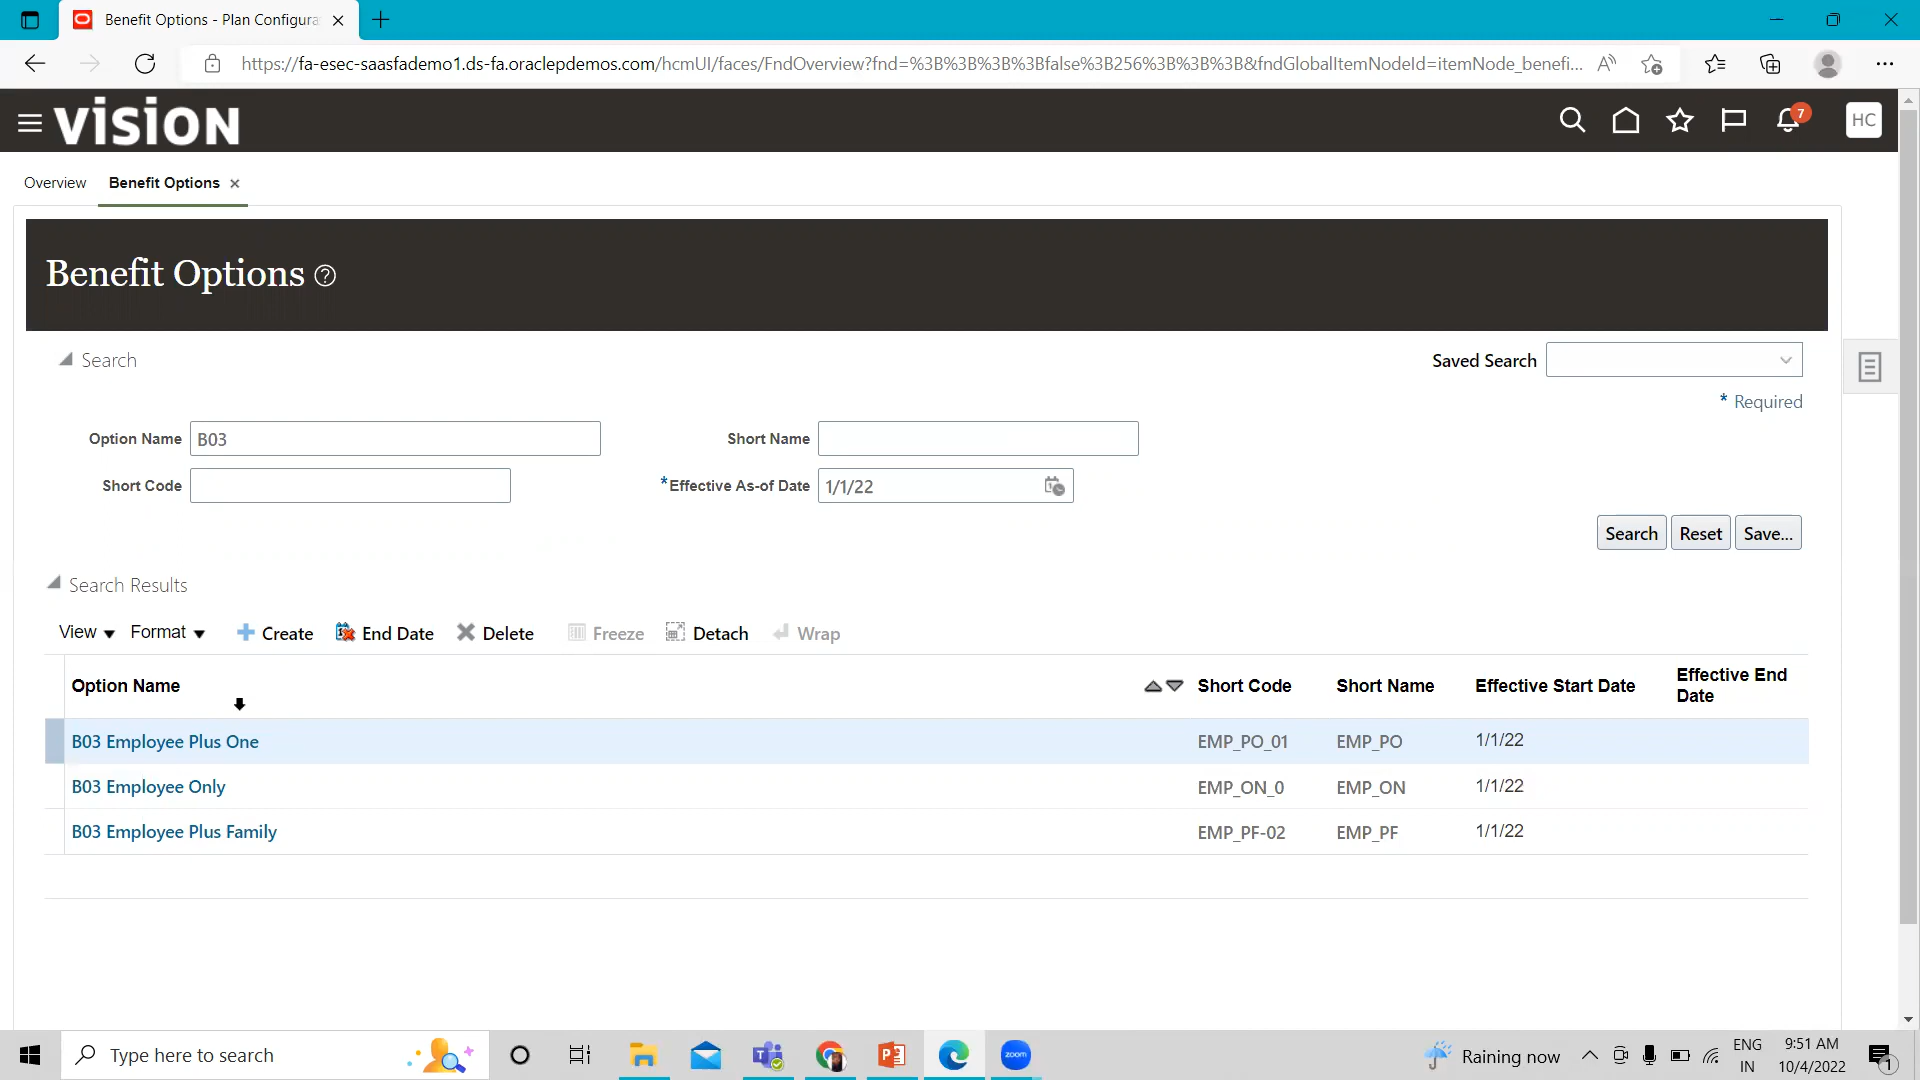 Benefit Options - Plan Configura
https://fa-esec-saasfademo1.ds-fa.oraclepdemos.com/hcmUI/faces/FndOverview?fnd=%3B%3B%3B%3Bfalse%3B256%3B%3B%3B&fndGlobalItemNodeId=itemNode_benefi...
vision
7
HC
Overview Benefit Options
Benefit Options
Search
Saved Search
* Required
Option Name B03 Short Name
Short Code *Effective As-of Date 1/1/22
Search Reset Save...
Search Results
View Format Create End Date Delete Freeze Detach Wrap
Option Name Short Code Short Name Effective Start Date Effective End Date
B03 Employee Plus One EMP_PO_01 EMP_PO 1/1/22
B03 Employee Only EMP_ON_0 EMP_ON 1/1/22
B03 Employee Plus Family EMP_PF-02 EMP_PF 1/1/22
Type here to search
zoom
Raining now
ENG
IN
9:51 AM
10/4/2022
1